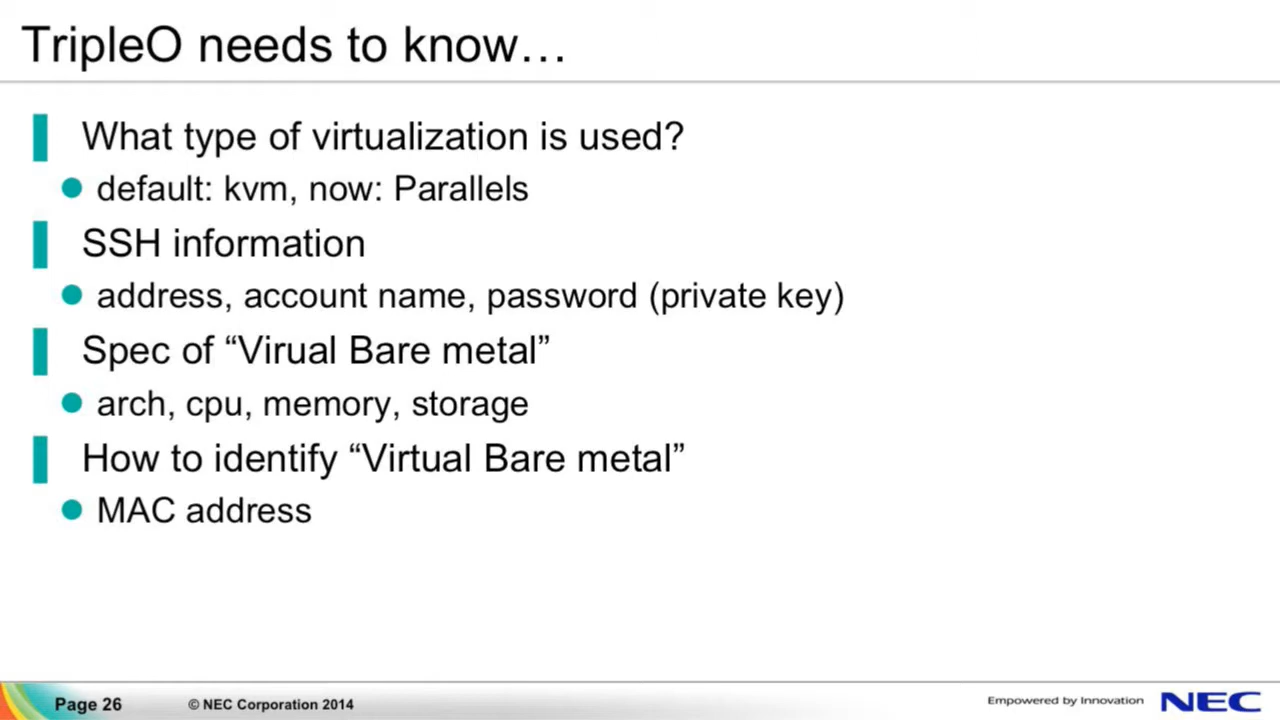 TripleO needs to know…
What type of virtualization is used?
default: kvm, now: Parallels
SSH information
address, account name, password (private key)
Spec of “Virual Bare metal”
arch, cpu, memory, storage
How to identify “Virtual Bare metal”
MAC address
Page 26
© NEC Corporation 2014
Empowered by Innovation
NEC